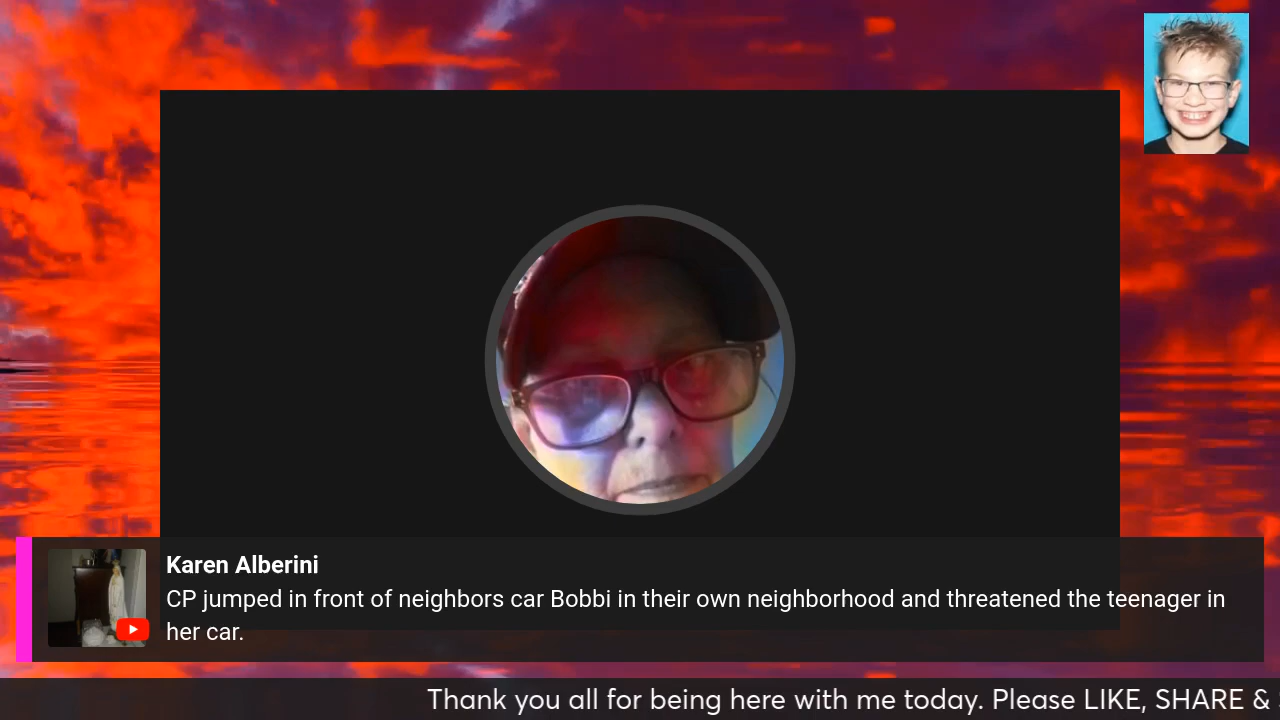 Karen Alberini
CP jumped in front of neighbors car Bobbi in their own neighborhood and threatened the teenager in
her car.
Thank you all for being here with me today. Please LIKE, SHARE &